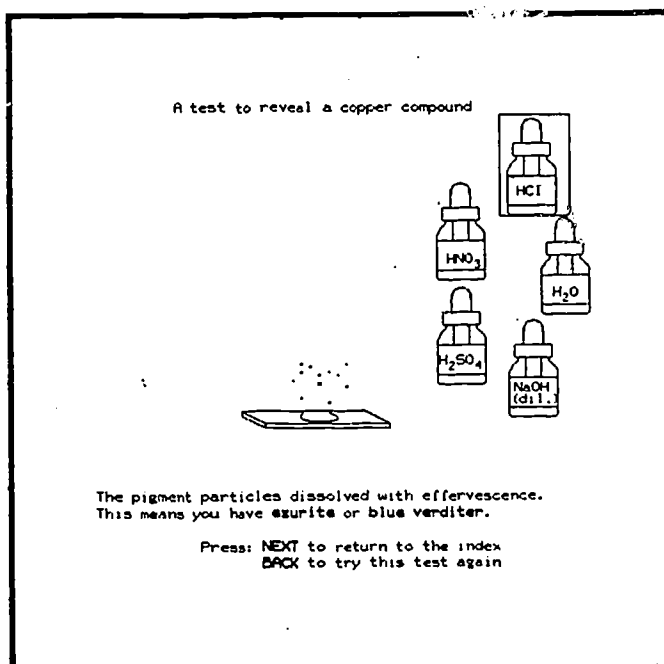 A test to reveal a copper compound
HCI
HNO3
H2O
H2SO4
NaOH
(dil.)
The pigment particles dissolved with effervescence.
This means you have azurite or blue verditer.
Press: NEXT to return to the index
BACK to try this test again